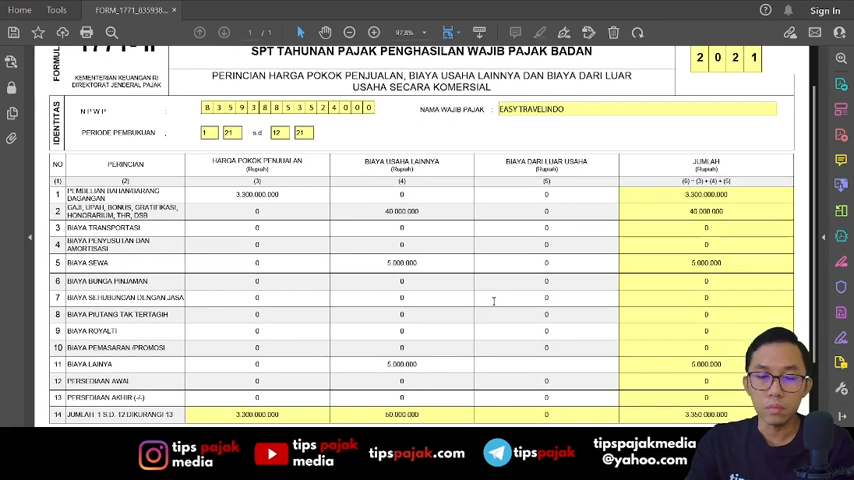 Home
Tools
FORM_1771_835938...
×
Sign In
1 / 1
97,8%
FORMUL
1771-II
KEMENTERIAN KEUANGAN RI
DIREKTORAT JENDERAL PAJAK
SPT TAHUNAN PAJAK PENGHASILAN WAJIB PAJAK BADAN
PERINCIAN HARGA POKOK PENJUALAN, BIAYA USAHA LAINNYA DAN BIAYA DARI LUAR
USAHA SECARA KOMERSIAL
2 0 2 1
IDENTITAS
N P W P : 8 3 5 9 3 8 8 5 3 5 2 4 0 0 0
NAMA WAJIB PAJAK : EASY TRAVELINDO
PERIODE PEMBUKUAN : 1 21 s.d 12 21
NO PERINCIAN HARGA POKOK PENJUALAN (Rupiah) BIAYA USAHA LAINNYA (Rupiah) BIAYA DARI LUAR USAHA (Rupiah) JUMLAH (Rupiah)
(1) (2) (3) (4) (5) (6) = (3) + (4) + (5)
1 PEMBELIAN BAHAN/BARANG DAGANGAN 3.300.000.000 0 0 3.300.000.000
2 GAJI, UPAH, BONUS, GRATIFIKASI, HONORARIUM, THR, DSB 0 40.000.000 0 40.000.000
3 BIAYA TRANSPORTASI 0 0 0 0
4 BIAYA PENYUSUTAN DAN AMORTISASI 0 0 0 0
5 BIAYA SEWA 0 5.000.000 0 5.000.000
6 BIAYA BUNGA PINJAMAN 0 0 0 0
7 BIAYA SEHUBUNGAN DENGAN JASA 0 0 0 0
8 BIAYA PIUTANG TAK TERTAGIH 0 0 0 0
9 BIAYA ROYALTI 0 0 0 0
10 BIAYA PEMASARAN /PROMOSI 0 0 0 0
11 BIAYA LAINYA 0 5.000.000 0 5.000.000
12 PERSEDIAAN AWAL 0 0 0 0
13 PERSEDIAAN AKHIR (-/-) 0 0 0 0
14 JUMLAH 1 S.D. 12 DIKURANGI 13 3.300.000.000 50.000.000 0 3.350.000.000
tips pajak
media
tips pajak
media
tipspajak.com
tipspajak
tipspajakmedia
@yahoo.com
tips